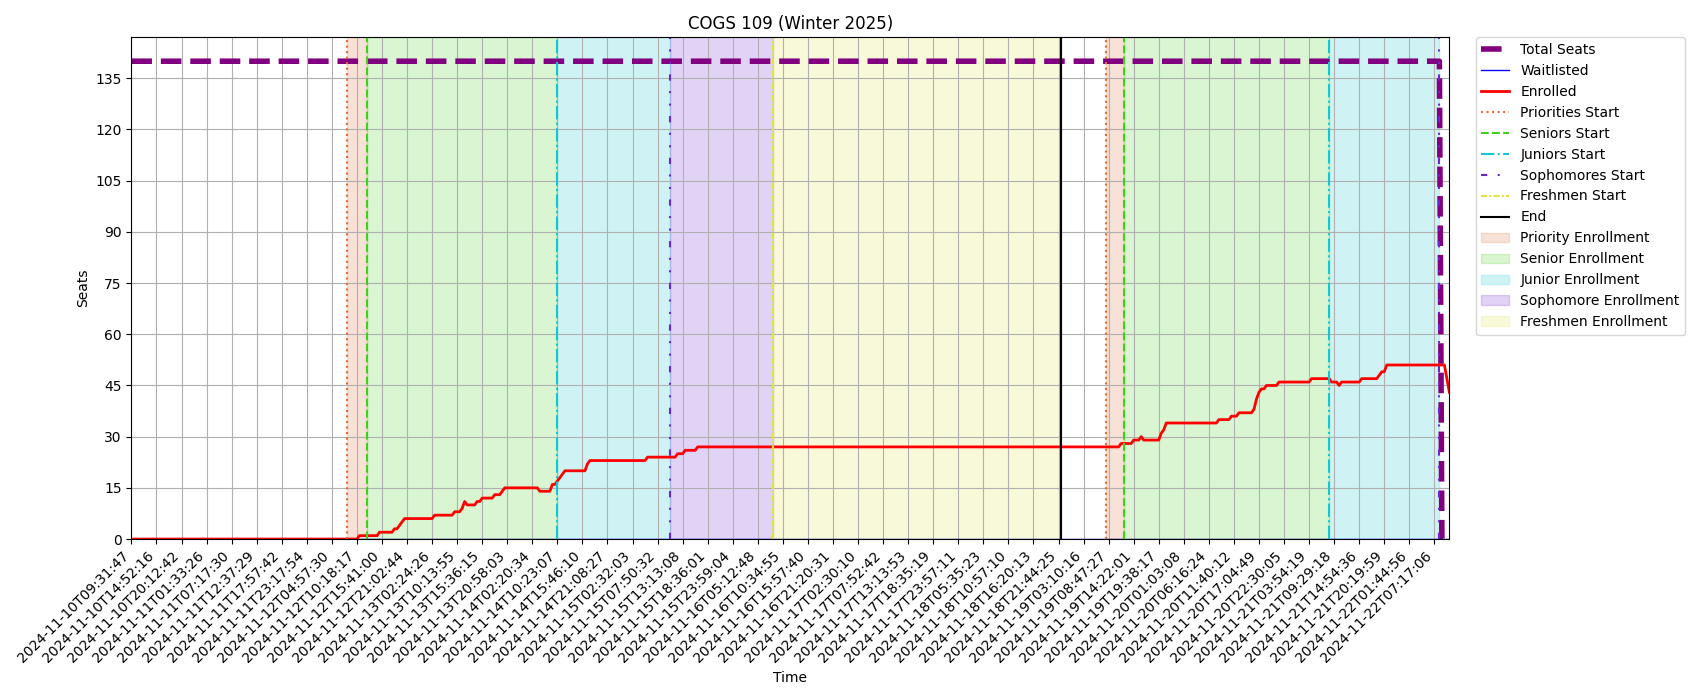 COGS 109 (Winter 2025)
Total Seats
Waitlisted
Enrolled
Priorities Start
Seniors Start
Juniors Start
Sophomores Start
Freshmen Start
End
Priority Enrollment
Senior Enrollment
Junior Enrollment
Sophomore Enrollment
Freshmen Enrollment
Seats
135
120
105
90
75
60
45
30
15
0
2024-11-10T09:31:47
2024-11-10T14:52:16
2024-11-10T20:12:42
2024-11-11T01:33:26
2024-11-11T07:17:30
2024-11-11T12:37:29
2024-11-11T17:57:42
2024-11-11T23:17:54
2024-11-12T04:57:30
2024-11-12T10:18:17
2024-11-12T15:41:00
2024-11-12T21:02:44
2024-11-13T02:24:26
2024-11-13T10:13:55
2024-11-13T15:36:15
2024-11-13T20:58:03
2024-11-14T02:20:34
2024-11-14T10:23:07
2024-11-14T15:46:10
2024-11-14T21:08:27
2024-11-15T02:32:03
2024-11-15T07:50:32
2024-11-15T13:13:08
2024-11-15T18:36:01
2024-11-15T23:59:04
2024-11-16T05:12:48
2024-11-16T10:34:55
2024-11-16T15:57:40
2024-11-16T21:20:31
2024-11-17T02:30:10
2024-11-17T07:52:42
2024-11-17T13:13:53
2024-11-17T18:35:19
2024-11-17T23:57:11
2024-11-18T05:35:23
2024-11-18T10:57:10
2024-11-18T16:20:13
2024-11-18T21:44:25
2024-11-19T03:10:16
2024-11-19T08:47:27
2024-11-19T14:22:01
2024-11-19T19:38:17
2024-11-20T01:03:08
2024-11-20T06:16:24
2024-11-20T11:40:12
2024-11-20T17:04:49
2024-11-20T22:30:05
2024-11-21T03:54:19
2024-11-21T09:29:18
2024-11-21T14:54:36
2024-11-21T20:19:59
2024-11-22T01:44:56
2024-11-22T07:17:06
Time